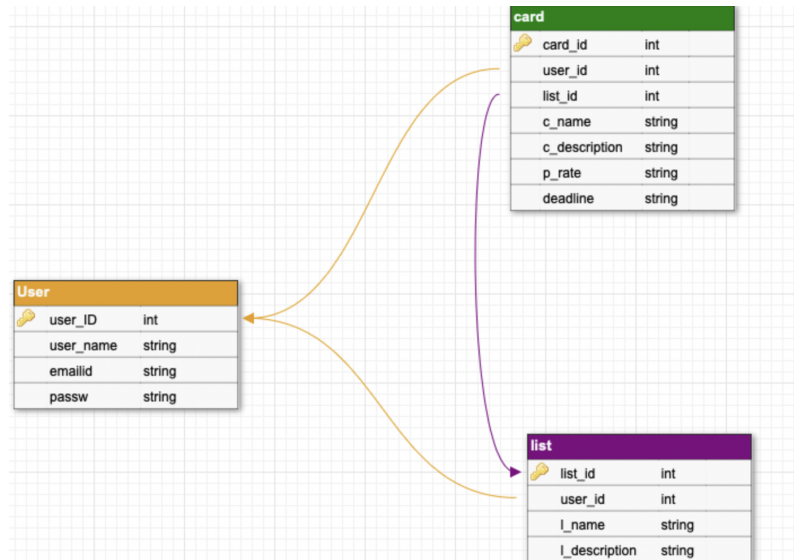 card
card_id int
user_id int
list_id int
c_name string
c_description string
p_rate string
deadline string
User
user_ID int
user_name string
emailid string
passw string
list
list_id int
user_id int
l_name string
l_description string